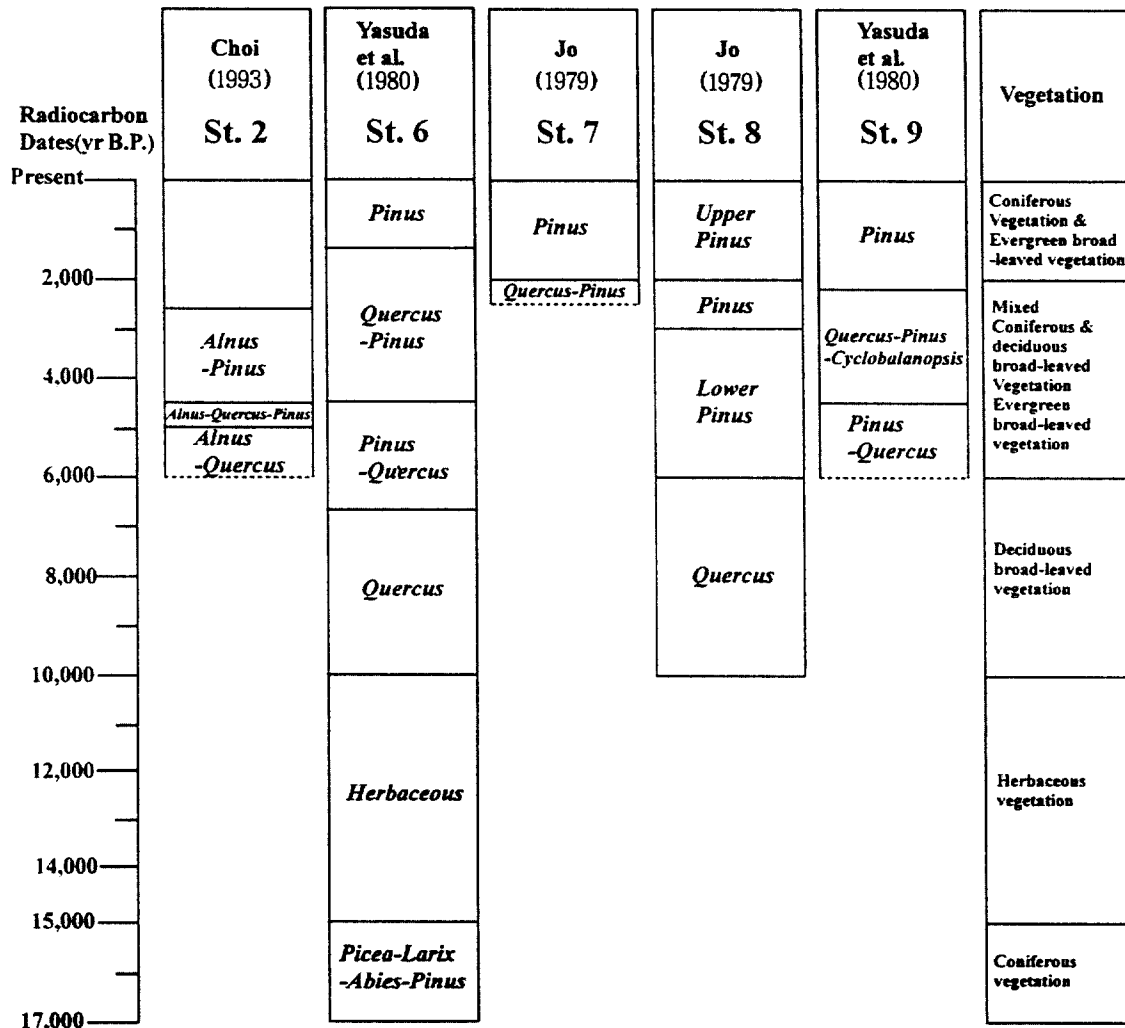 Radiocarbon
Dates(yr B.P.)
Present
2,000
4,000
6,000
8,000
10,000
12,000
14,000
15,000
17,000
Choi
(1993)
St. 2
Alnus
-Pinus
Alnus-Quercus-Pinus
Alnus
-Quercus
Yasuda
et al.
(1980)
St. 6
Pinus
Quercus
-Pinus
Pinus
-Quercus
Quercus
Herbaceous
Picea-Larix
-Abies-Pinus
Jo
(1979)
St. 7
Pinus
Quercus-Pinus
Jo
(1979)
St. 8
Upper
Pinus
Pinus
Lower
Pinus
Quercus
Yasuda
et al.
(1980)
St. 9
Pinus
Quercus-Pinus
-Cyclobalanopsis
Pinus
-Quercus
Vegetation
Coniferous
Vegetation &
Evergreen broad
-leaved vegetation
Mixed
Coniferous &
deciduous
broad-leaved
Vegetation
Evergreen
broad-leaved
vegetation
Deciduous
broad-leaved
vegetation
Herbaceous
vegetation
Coniferous
vegetation